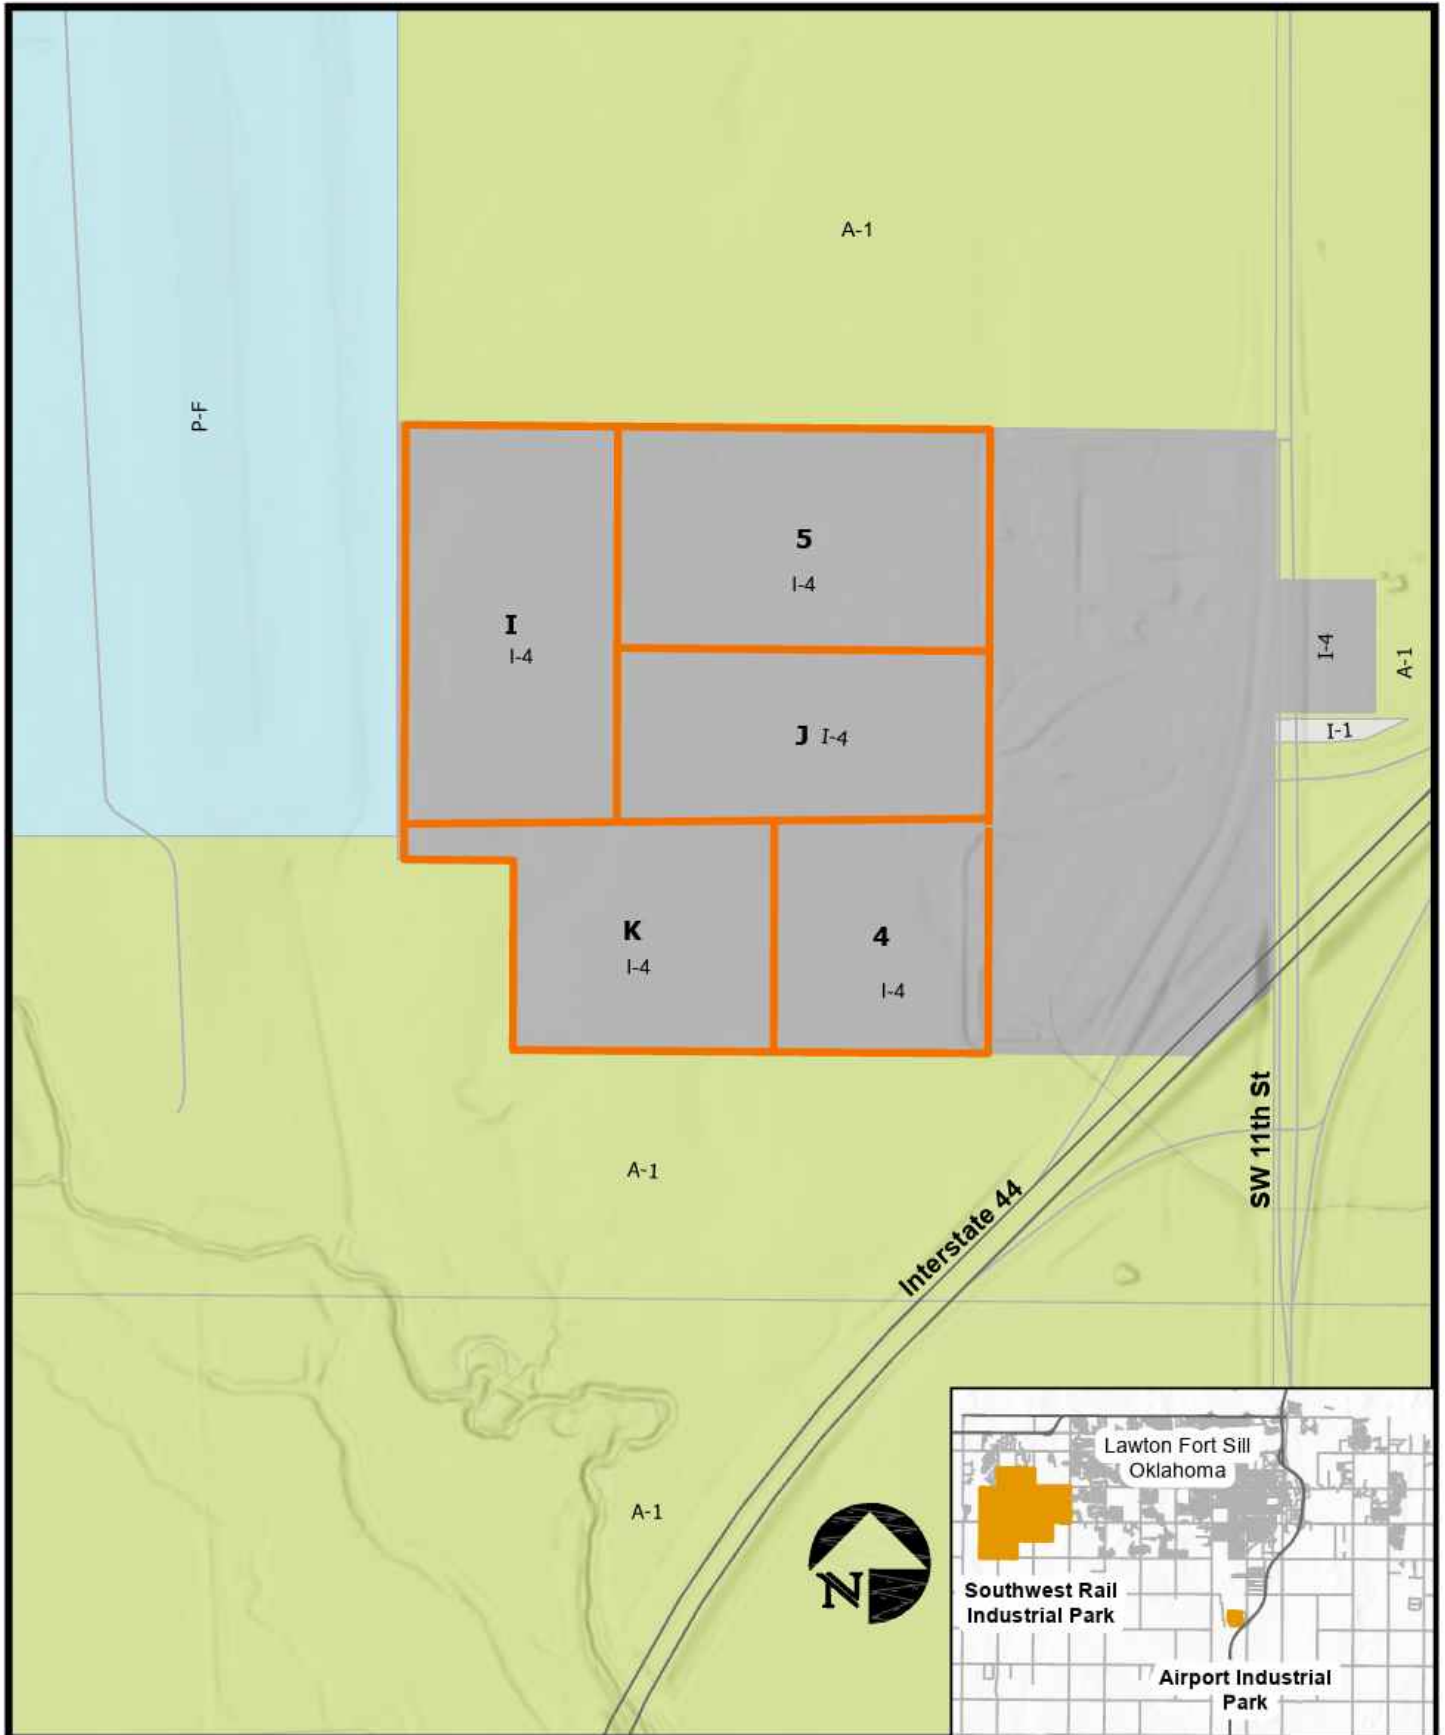 A-1
P-F
5
I-4
I
I-4
J I-4
I-4
A-1
I-1
K
I-4
4
I-4
SW 11th St
A-1
Interstate 44
A-1
N
Lawton Fort Sill
Oklahoma
Southwest Rail
Industrial Park
Airport Industrial
Park